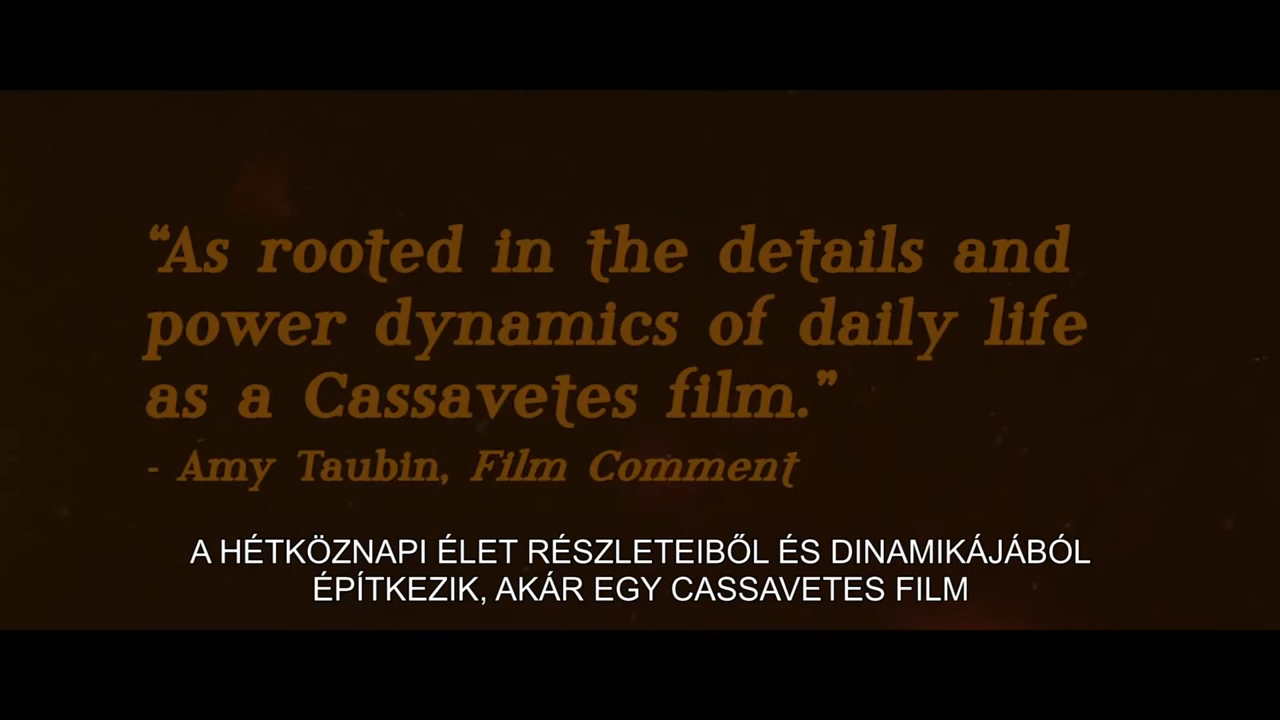 “As rooted in the details and
power dynamics of daily life
as a Cassavetes film.”
- Amy Taubin, Film Comment
A HÉTKÖZNAPI ÉLET RÉSZLETEIBŐL ÉS DINAMIKÁJÁBÓL
ÉPÍTKEZIK, AKÁR EGY CASSAVETES FILM